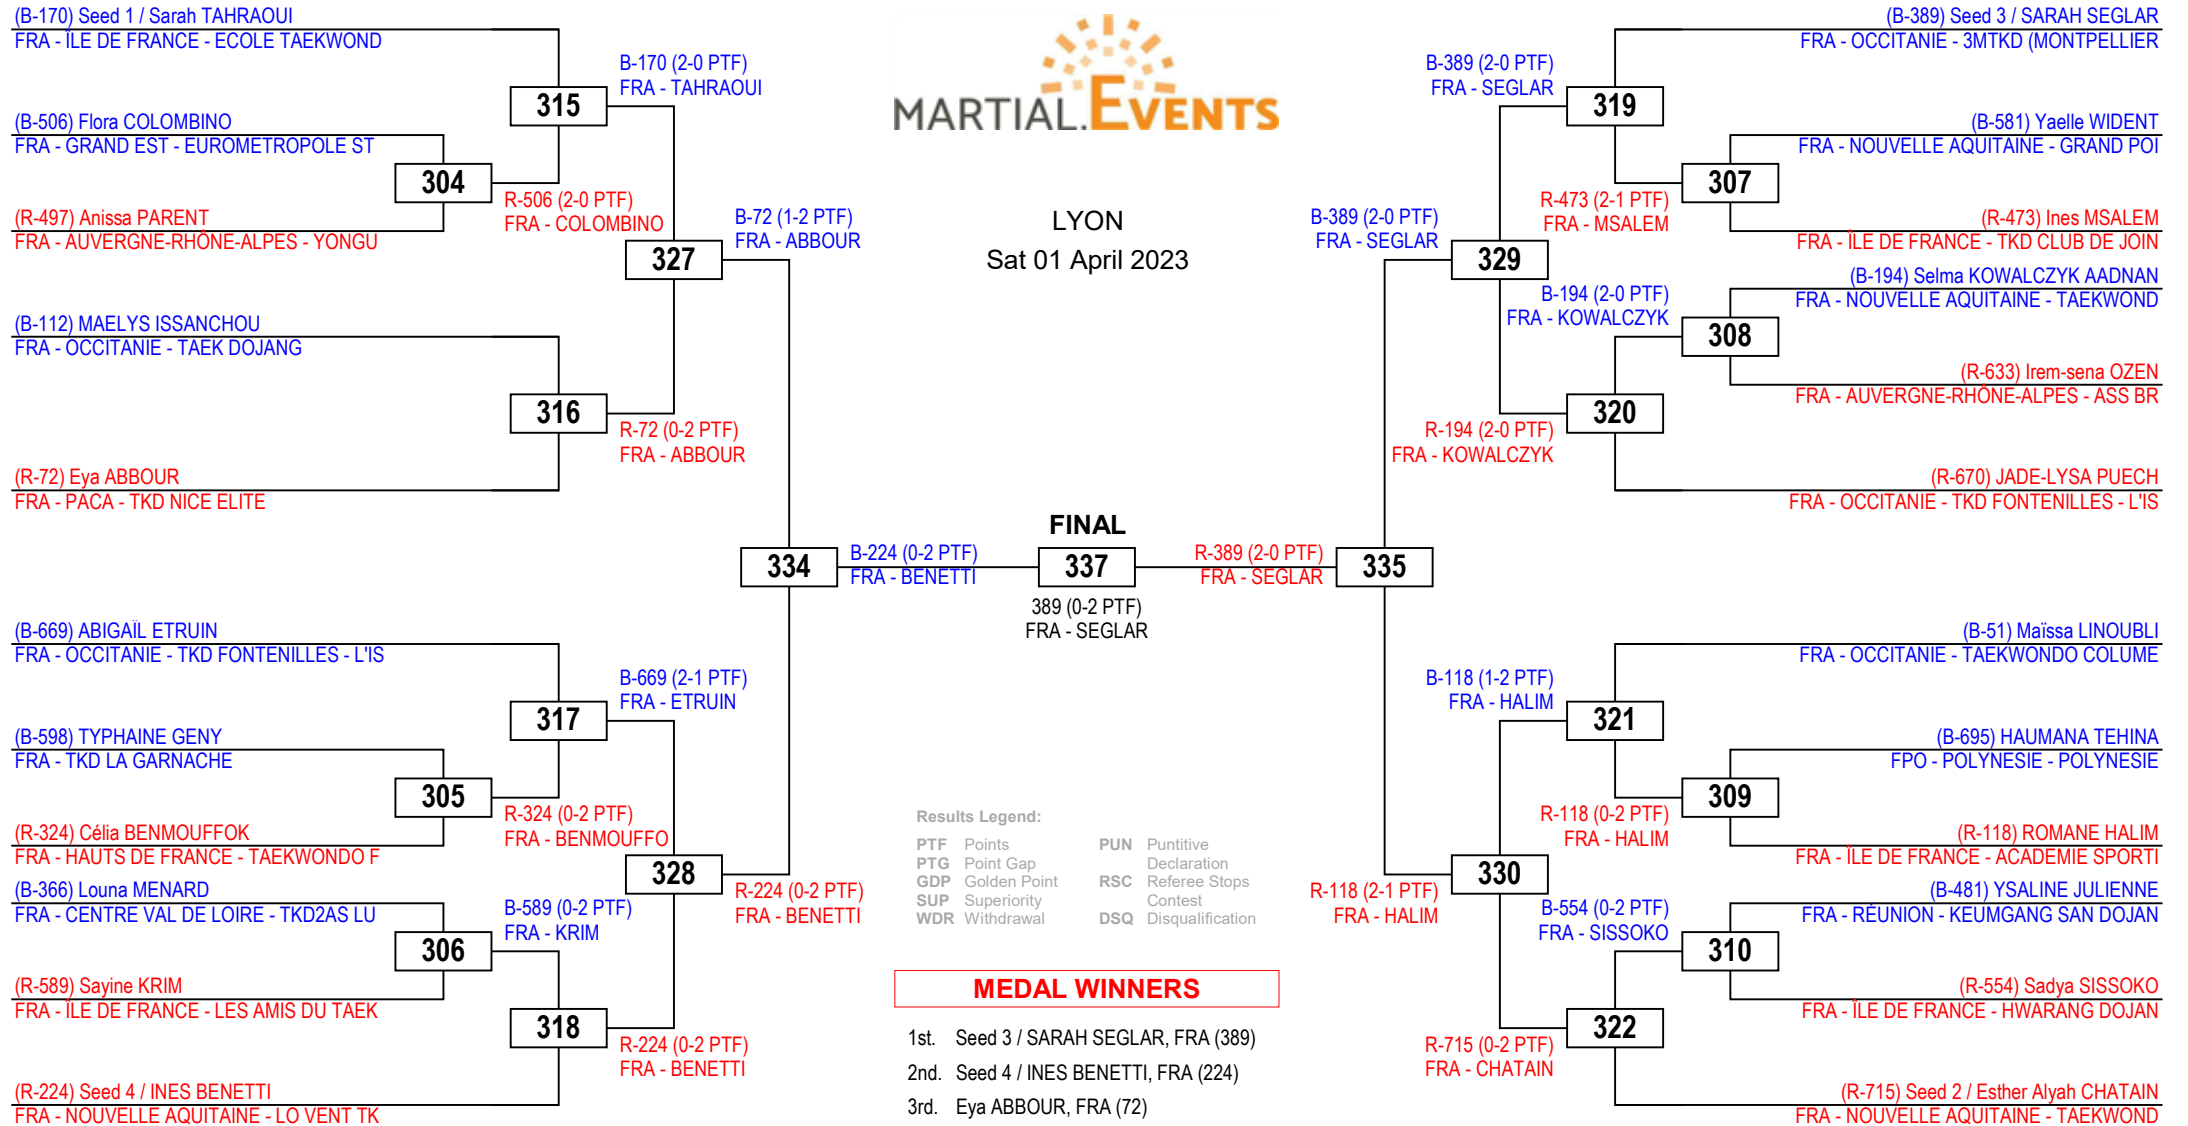 (B-170) Seed 1 / Sarah TAHRAOUI
FRA - ÎLE DE FRANCE - ECOLE TAEKWOND
(B-506) Flora COLOMBINO
FRA - GRAND EST - EUROMETROPOLE ST
(R-497) Anissa PARENT
FRA - AUVERGNE-RHÔNE-ALPES - YONGU
(B-112) MAELYS ISSANCHOU
FRA - OCCITANIE - TAEK DOJANG
(R-72) Eya ABBOUR
FRA - PACA - TKD NICE ELITE
(B-669) ABIGAÏL ETRUIN
FRA - OCCITANIE - TKD FONTENILLES - L'IS
(B-598) TYPHAINE GENY
FRA - TKD LA GARNACHE
(R-324) Célia BENMOUFFOK
FRA - HAUTS DE FRANCE - TAEKWONDO F
(B-366) Louna MENARD
FRA - CENTRE VAL DE LOIRE - TKD2AS LU
(R-589) Sayine KRIM
FRA - ÎLE DE FRANCE - LES AMIS DU TAEK
(R-224) Seed 4 / INES BENETTI
FRA - NOUVELLE AQUITAINE - LO VENT TK
304
R-506 (2-0 PTF)
FRA - COLOMBINO
305
R-324 (0-2 PTF)
FRA - BENMOUFFO
306
B-589 (0-2 PTF)
FRA - KRIM
315
B-170 (2-0 PTF)
FRA - TAHRAOUI
316
R-72 (0-2 PTF)
FRA - ABBOUR
317
B-669 (2-1 PTF)
FRA - ETRUIN
318
R-224 (0-2 PTF)
FRA - BENETTI
327
B-72 (1-2 PTF)
FRA - ABBOUR
328
R-224 (0-2 PTF)
FRA - BENETTI
334
B-224 (0-2 PTF)
FRA - BENETTI
MARTIAL.EVENTS
LYON
Sat 01 April 2023
FINAL
337
389 (0-2 PTF)
FRA - SEGLAR
Results Legend:
PTF Points
PTG Point Gap
GDP Golden Point
SUP Superiority
WDR Withdrawal
PUN Puntitive
Declaration
RSC Referee Stops
Contest
DSQ Disqualification
MEDAL WINNERS
1st. Seed 3 / SARAH SEGLAR, FRA (389)
2nd. Seed 4 / INES BENETTI, FRA (224)
3rd. Eya ABBOUR, FRA (72)
R-389 (2-0 PTF)
FRA - SEGLAR
335
B-389 (2-0 PTF)
FRA - SEGLAR
329
R-118 (2-1 PTF)
FRA - HALIM
330
B-389 (2-0 PTF)
FRA - SEGLAR
319
R-194 (2-0 PTF)
FRA - KOWALCZYK
320
B-118 (1-2 PTF)
FRA - HALIM
321
R-715 (0-2 PTF)
FRA - CHATAIN
322
R-473 (2-1 PTF)
FRA - MSALEM
307
B-194 (2-0 PTF)
FRA - KOWALCZYK
308
R-118 (0-2 PTF)
FRA - HALIM
309
B-554 (0-2 PTF)
FRA - SISSOKO
310
(B-389) Seed 3 / SARAH SEGLAR
FRA - OCCITANIE - 3MTKD (MONTPELLIER
(B-581) Yaelle WIDENT
FRA - NOUVELLE AQUITAINE - GRAND POI
(R-473) Ines MSALEM
FRA - ÎLE DE FRANCE - TKD CLUB DE JOIN
(B-194) Selma KOWALCZYK AADNAN
FRA - NOUVELLE AQUITAINE - TAEKWOND
(R-633) Irem-sena OZEN
FRA - AUVERGNE-RHÔNE-ALPES - ASS BR
(R-670) JADE-LYSA PUECH
FRA - OCCITANIE - TKD FONTENILLES - L'IS
(B-51) Maïssa LINOUBLI
FRA - OCCITANIE - TAEKWONDO COLUME
(B-695) HAUMANA TEHINA
FPO - POLYNESIE - POLYNESIE
(R-118) ROMANE HALIM
FRA - ÎLE DE FRANCE - ACADEMIE SPORTI
(B-481) YSALINE JULIENNE
FRA - RÉUNION - KEUMGANG SAN DOJAN
(R-554) Sadya SISSOKO
FRA - ÎLE DE FRANCE - HWARANG DOJAN
(R-715) Seed 2 / Esther Alyah CHATAIN
FRA - NOUVELLE AQUITAINE - TAEKWOND